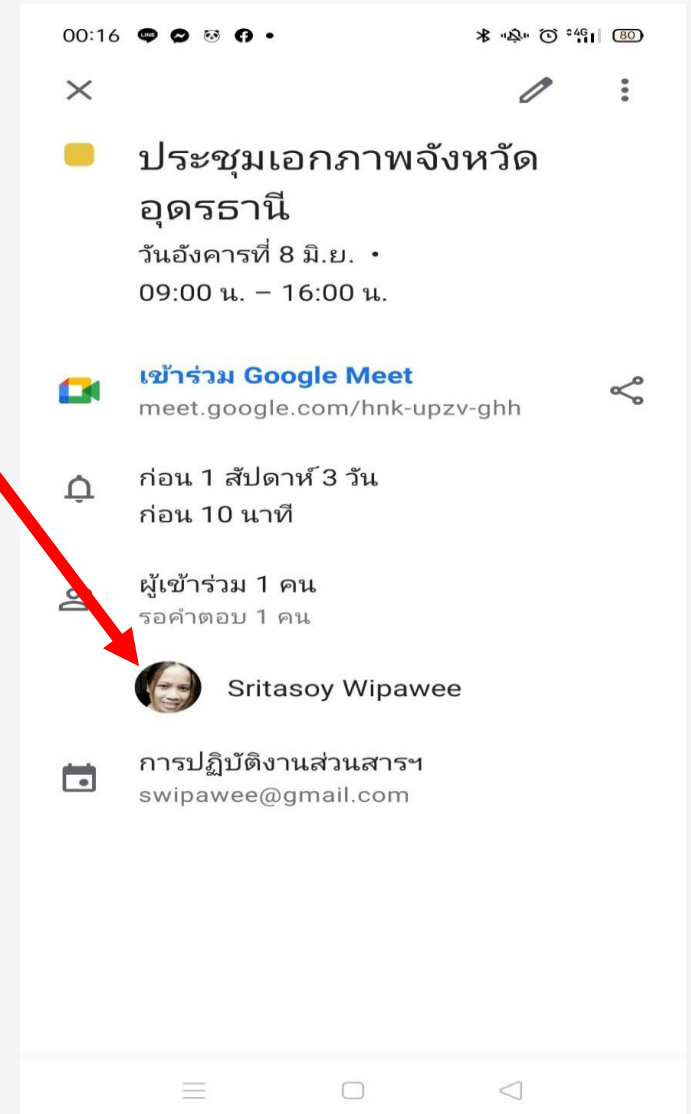 00:16
4G 80
ประชุมเอกภาพจังหวัด
อุดรธานี
วันอังคารที่ 8 มิ.ย. •
09:00 น. – 16:00 น.
เข้าร่วม Google Meet
meet.google.com/hnk-upzv-ghh
ก่อน 1 สัปดาห์ 3 วัน
ก่อน 10 นาที
ผู้เข้าร่วม 1 คน
รอคำตอบ 1 คน
Sritasoy Wipawee
การปฏิบัติงานส่วนสารฯ
swipawee@gmail.com